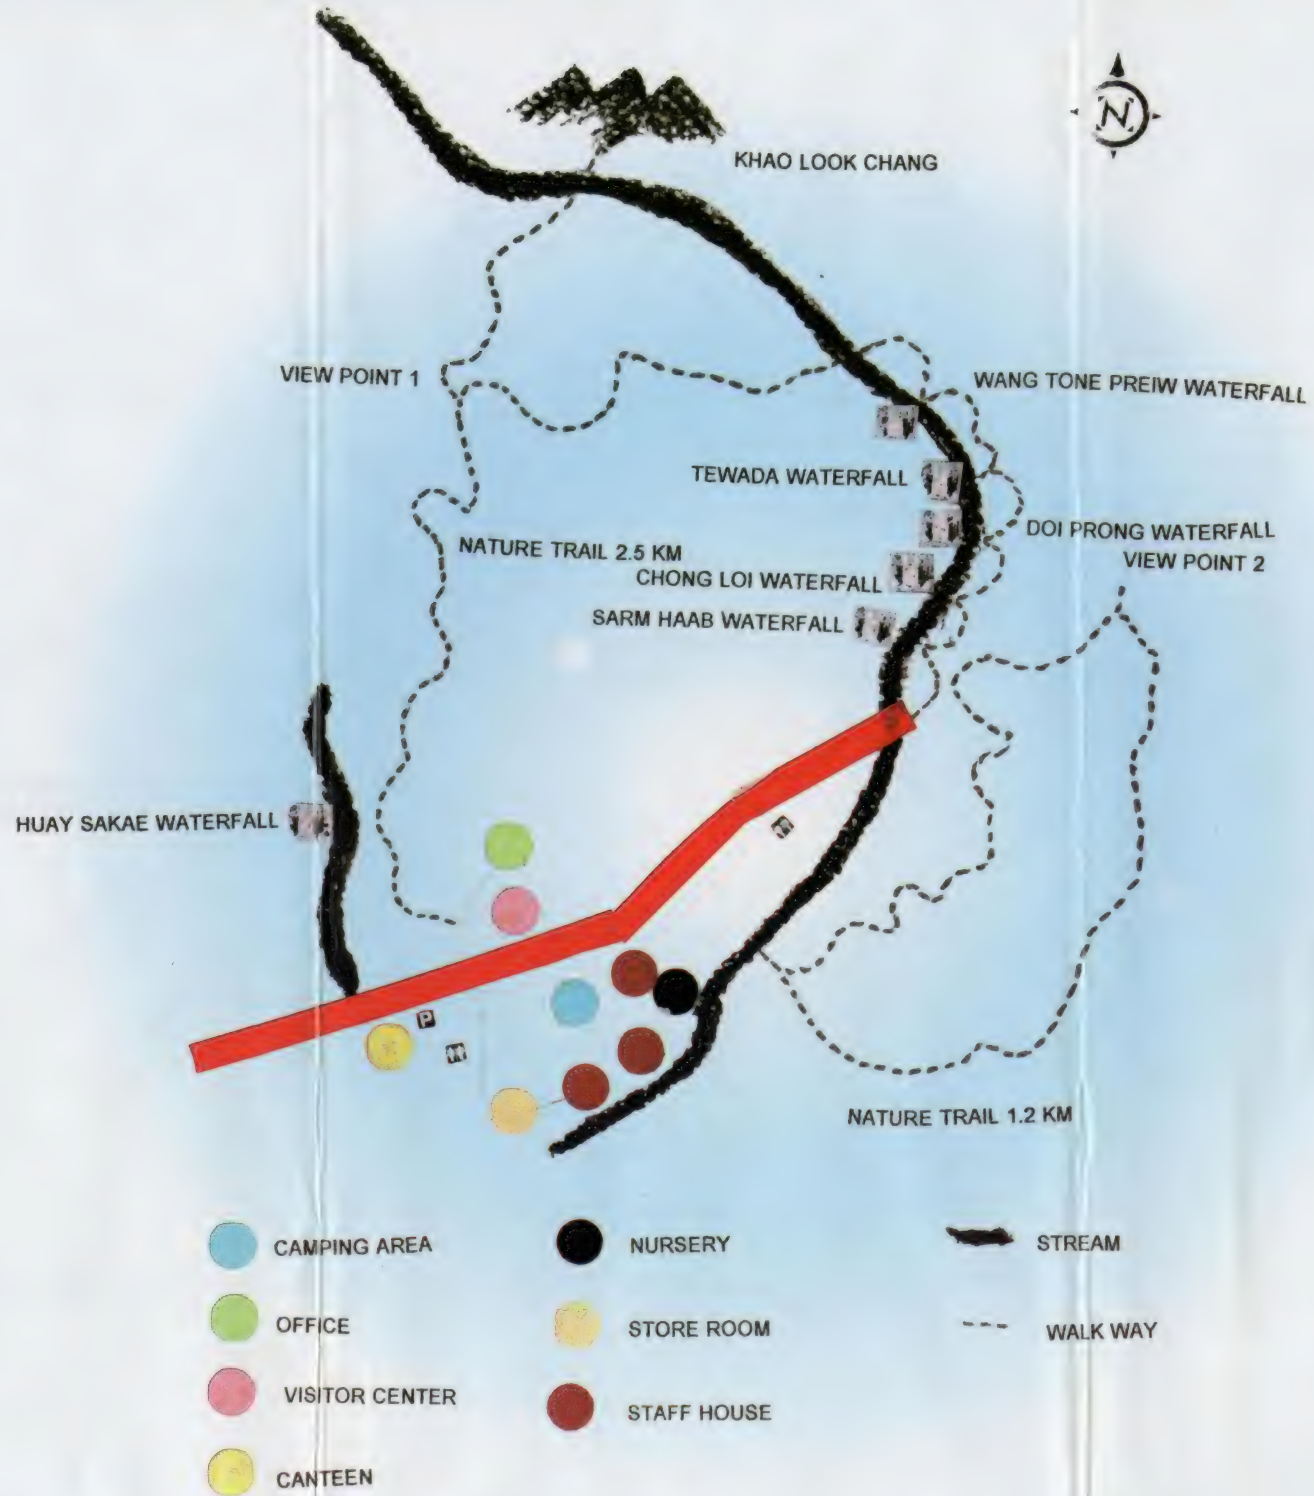 N
KHAO LOOK CHANG
VIEW POINT 1
WANG TONE PREIW WATERFALL
TEWADA WATERFALL
DOI PRONG WATERFALL
VIEW POINT 2
NATURE TRAIL 2.5 KM
CHONG LOI WATERFALL
SARM HAAB WATERFALL
HUAY SAKAE WATERFALL
P
NATURE TRAIL 1.2 KM
CAMPING AREA
NURSERY
STREAM
OFFICE
STORE ROOM
WALK WAY
VISITOR CENTER
STAFF HOUSE
CANTEEN